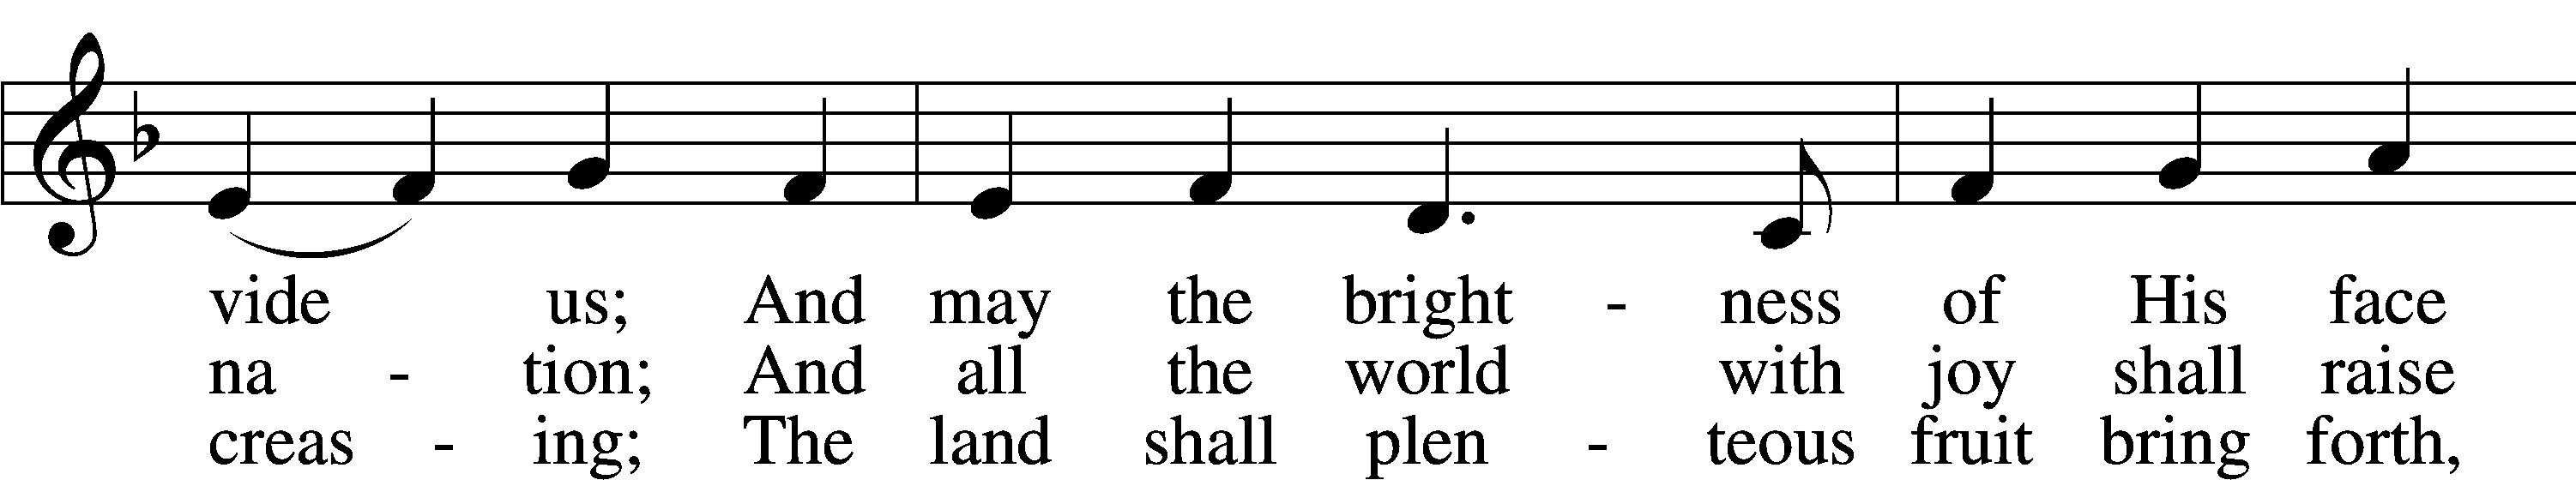 vide us; And may the bright - ness of His face
na - tion; And all the world with joy shall raise
creas - ing; The land shall plen - teous fruit bring forth,